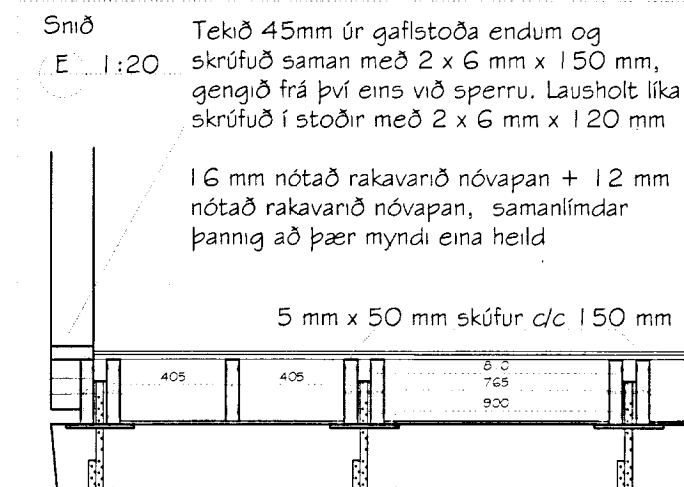 Snið
E 1:20
Tekið 45mm úr gaflstoða endum og
skrúfuð saman með 2 x 6 mm x 150 mm,
gengið frá því eins við sperru. Lausholt líka
skrúfuð í stoðir með 2 x 6 mm x 120 mm
16 mm nótað rakavarið nóvapan + 12 mm
nótað rakavarið nóvapan, samanlímdar
þannig að þær myndi eina heild
5 mm x 50 mm skúfur c/c 150 mm
405 405
765
900